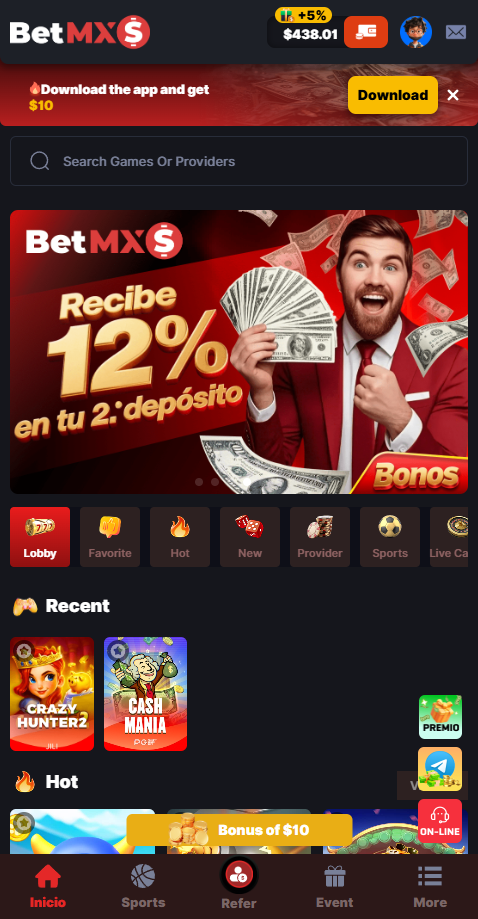 BetMXS
+5%
$438.01
🔥Download the app and get
$10
Download
Search Games Or Providers
BetMXS
Recibe
12%
en tu 2.° depósito
Bonos
Lobby
Favorite
Hot
New
Provider
Sports
Live Ca
Recent
CRAZY
HUNTER2
JILI
CASH
MANIA
PG
PREMIO
Hot
ON-LINE
Bonus of $10
Inicio
Sports
Refer
Event
More